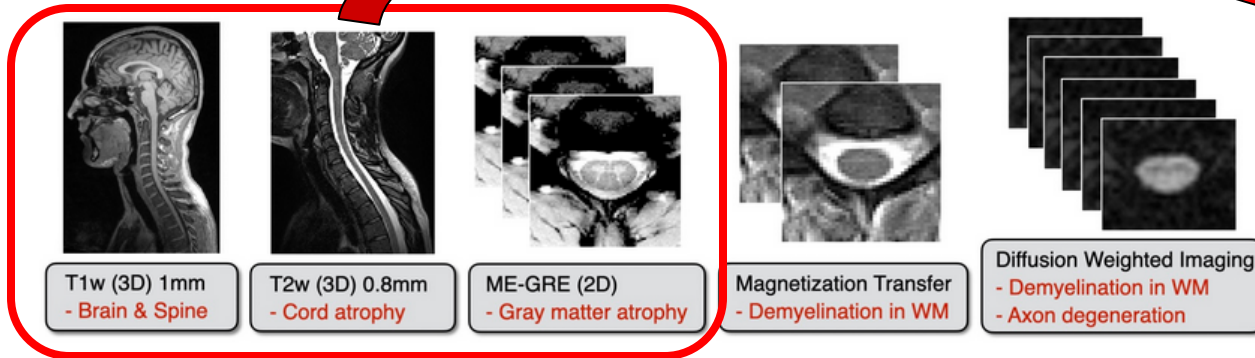 T1w (3D) 1mm
- Brain & Spine
T2w (3D) 0.8mm
- Cord atrophy
ME-GRE (2D)
- Gray matter atrophy
Magnetization Transfer
- Demyelination in WM
Diffusion Weighted Imaging
- Demyelination in WM
- Axon degeneration